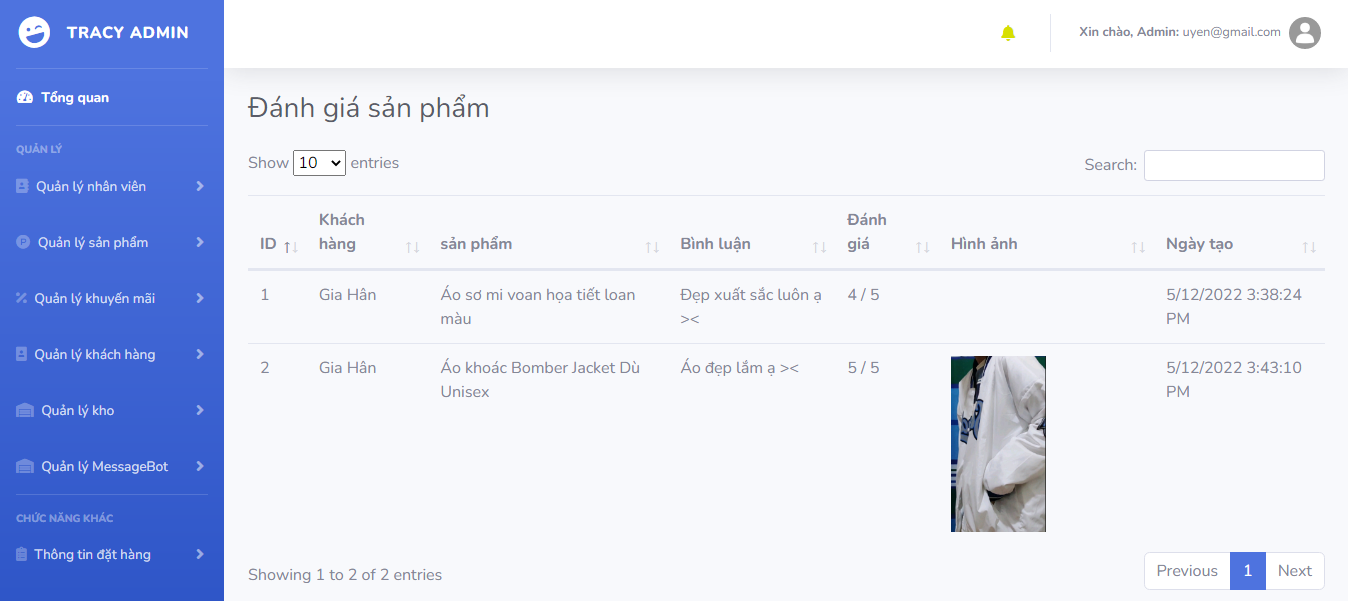 TRACY ADMIN
Xin chào, Admin: uyen@gmail.com
Tổng quan
QUẢN LÝ
Quản lý nhân viên
Quản lý sản phẩm
Quản lý khuyến mãi
Quản lý khách hàng
Quản lý kho
Quản lý MessageBot
CHỨC NĂNG KHÁC
Thông tin đặt hàng
Đánh giá sản phẩm
Show 10 entries
Search:
ID
Khách
hàng
sản phẩm
Bình luận
Đánh
giá
Hình ảnh
Ngày tạo
1
Gia Hân
Áo sơ mi voan họa tiết loan
màu
Đẹp xuất sắc luôn ạ
><
4 / 5
5/12/2022 3:38:24
PM
2
Gia Hân
Áo khoác Bomber Jacket Dù
Unisex
Áo đẹp lắm ạ ><
5 / 5
5/12/2022 3:43:10
PM
Showing 1 to 2 of 2 entries
Previous 1 Next